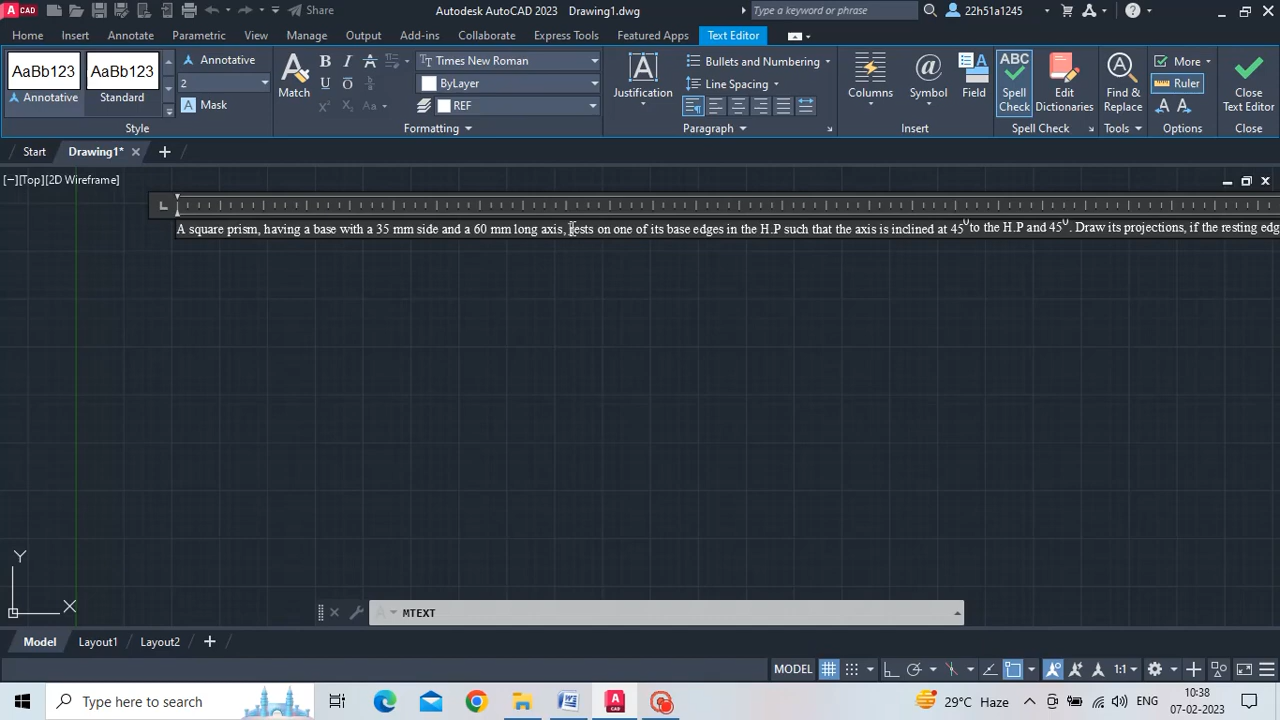 CAD
Share
Autodesk AutoCAD 2023 Drawing1.dwg
Type a keyword or phrase
22h51a1245
Home Insert Annotate Parametric View Manage Output Add-ins Collaborate Express Tools Featured Apps Text Editor
AaBb123 AaBb123
Annotative Standard
Annotative
2
Mask
Style
Match
B I A
U O
Aa
Times New Roman
ByLayer
REF
Formatting
Justification
Bullets and Numbering
Line Spacing
Paragraph
Columns Symbol Field
@
Insert
ABC
Spell Check
Edit Dictionaries
Spell Check
Find & Replace
Tools
More
Ruler
Options
Close Text Editor
Close
Start Drawing1*
[−][Top][2D Wireframe]
A square prism, having a base with a 35 mm side and a 60 mm long axis, rests on one of its base edges in the H.P such that the axis is inclined at 45⁰to the H.P and 45⁰. Draw its projections, if the resting edg
Y
X
MTEXT
Model Layout1 Layout2
MODEL
1:1
Type here to search
29°C Haze
ENG
10:38
07-02-2023